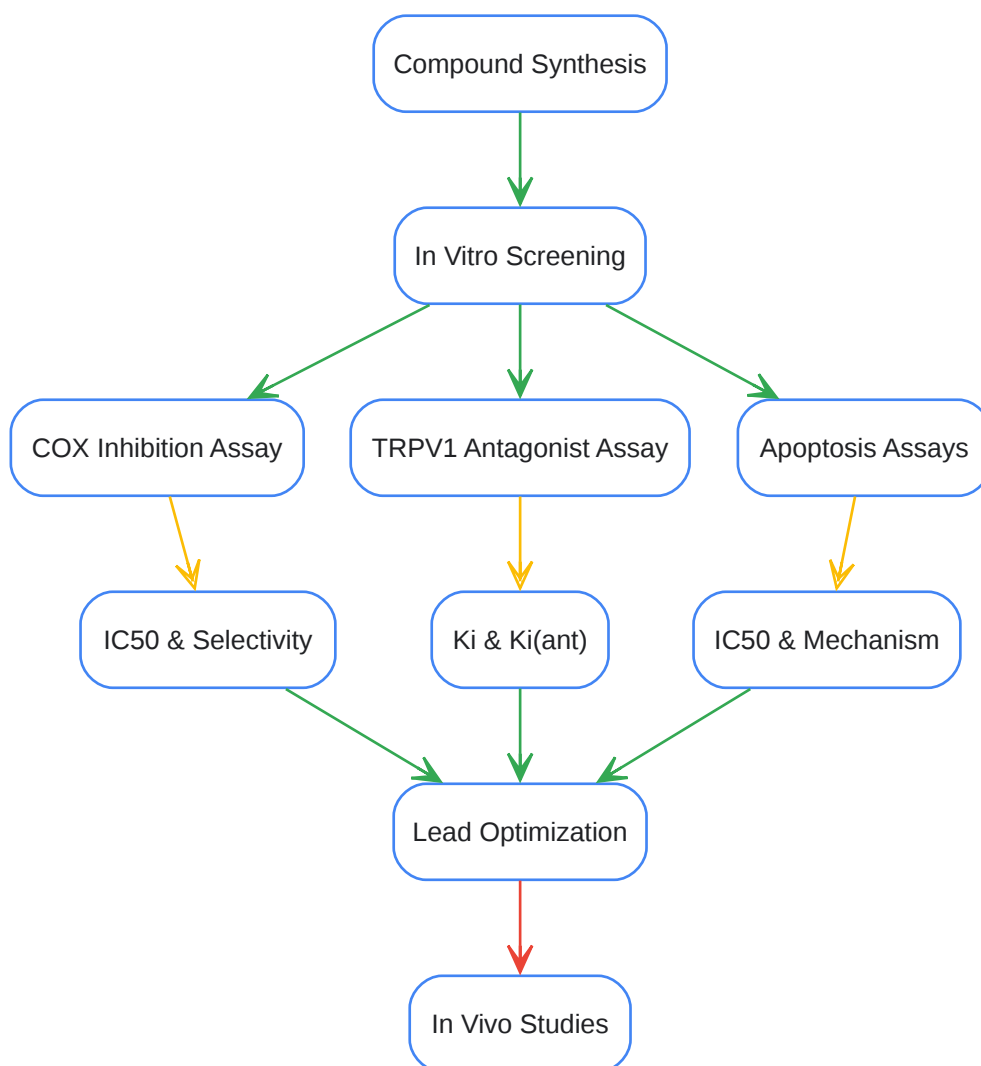 Compound Synthesis
In Vitro Screening
COX Inhibition Assay
TRPV1 Antagonist Assay
Apoptosis Assays
IC50 & Selectivity
Ki & Ki(ant)
IC50 & Mechanism
Lead Optimization
In Vivo Studies